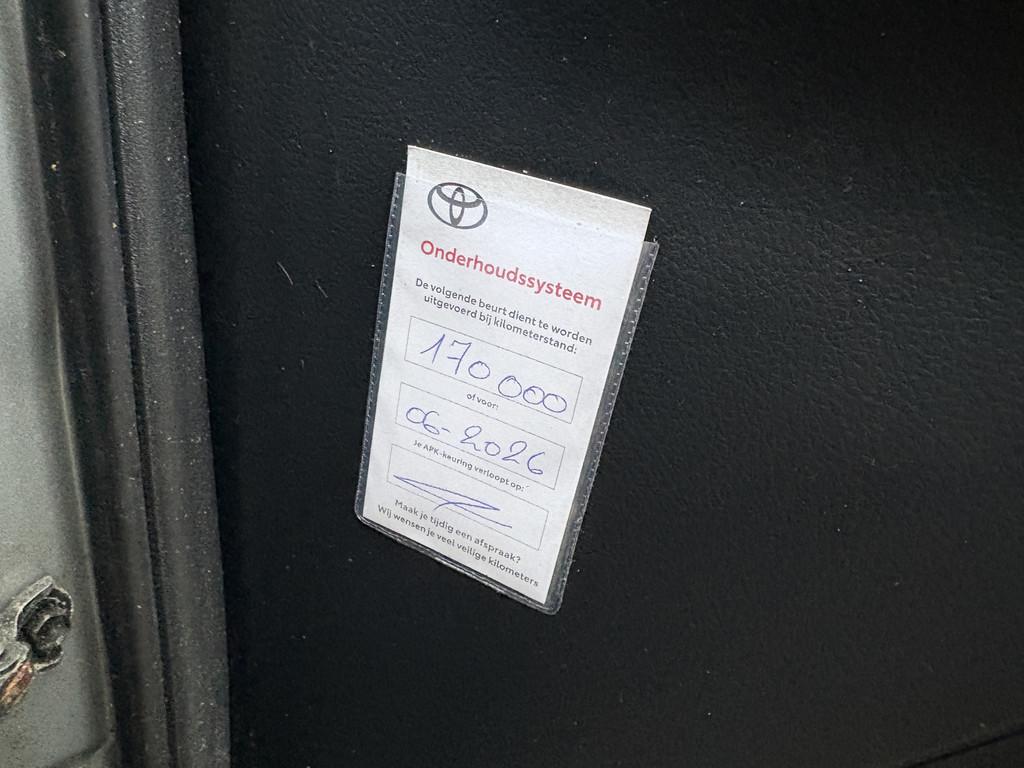 Onderhoudssysteem
De volgende beurt dient te worden
uitgevoerd bij kilometerstand:
170 000
of voor:
06-2026
Je APK-keuring verloopt op:
Maak je tijdig een afspraak?
Wij wensen je veel veilige kilometers